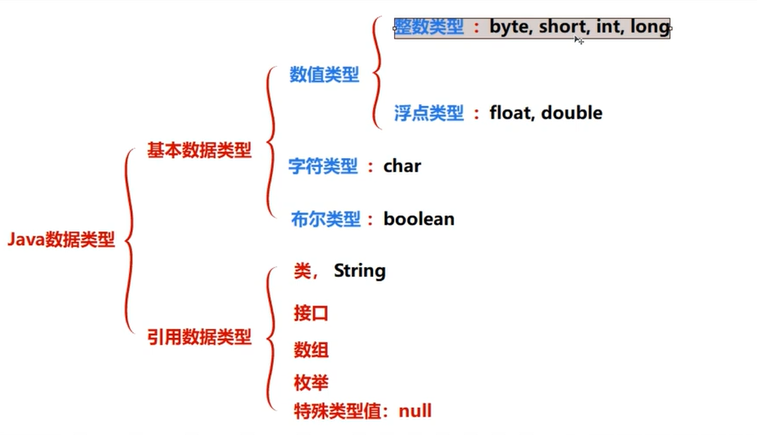 整数类型 : byte, short, int, long
数值类型
浮点类型 : float, double
基本数据类型
字符类型 : char
布尔类型 : boolean
Java数据类型
类， String
接口
引用数据类型
数组
枚举
特殊类型值：null